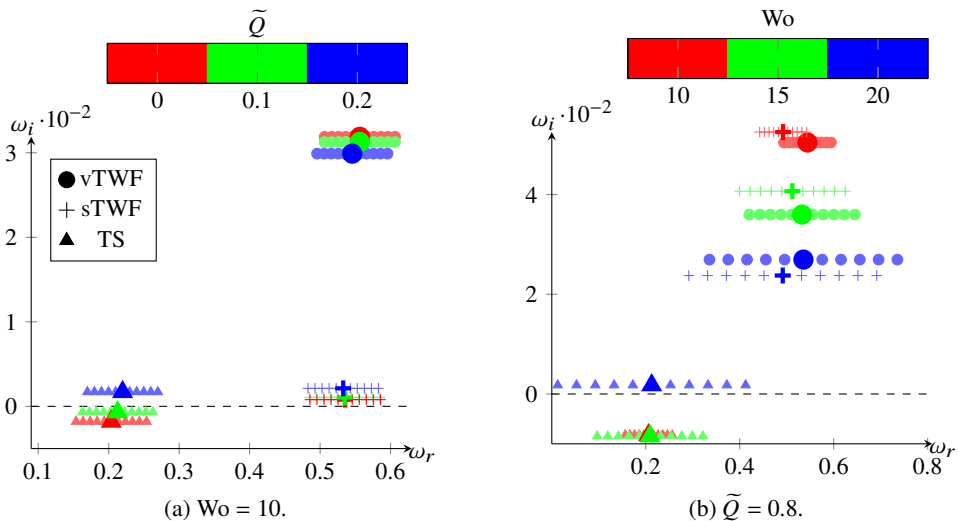 Q̃
0 0.1 0.2
ω_i ·10⁻²
3
2
1
0
vTWF
sTWF
TS
0.1 0.2 0.3 0.4 0.5 0.6
ω_r
(a) Wo = 10.
Wo
10 15 20
ω_i ·10⁻²
4
2
0
0.2 0.4 0.6 0.8
ω_r
(b) Q̃ = 0.8.